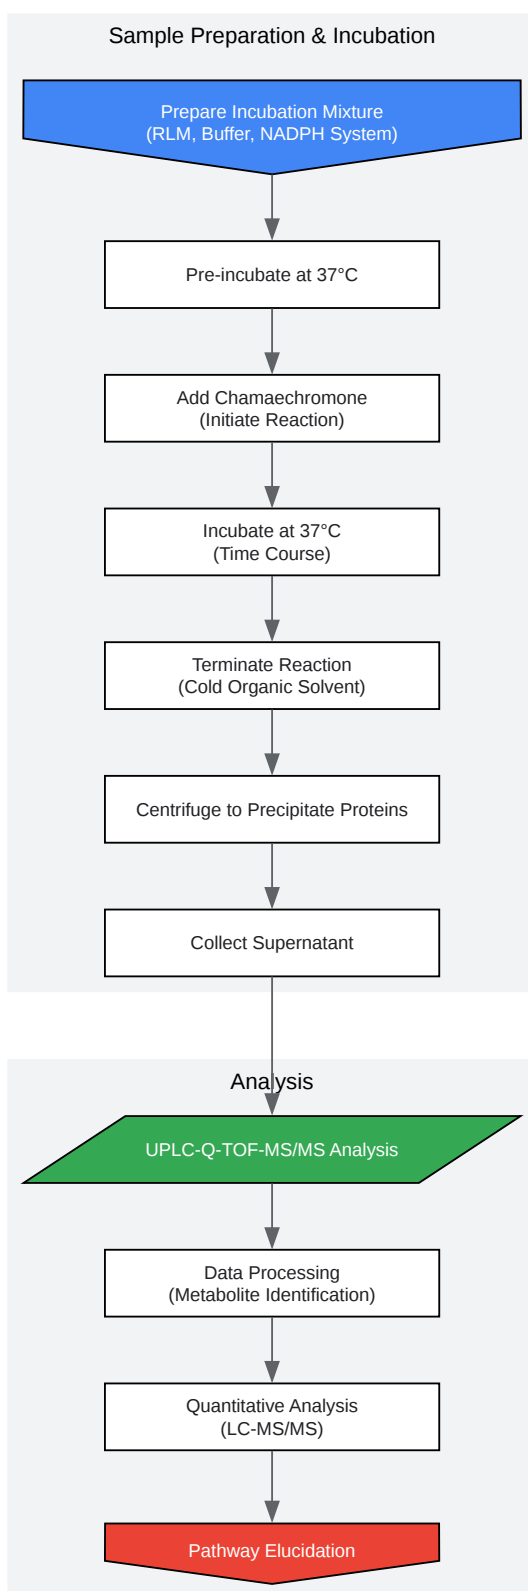 Sample Preparation & Incubation
Prepare Incubation Mixture
(RLM, Buffer, NADPH System)
Pre-incubate at 37°C
Add Chamaechromone
(Initiate Reaction)
Incubate at 37°C
(Time Course)
Terminate Reaction
(Cold Organic Solvent)
Centrifuge to Precipitate Proteins
Collect Supernatant
Analysis
UPLC-Q-TOF-MS/MS Analysis
Data Processing
(Metabolite Identification)
Quantitative Analysis
(LC-MS/MS)
Pathway Elucidation